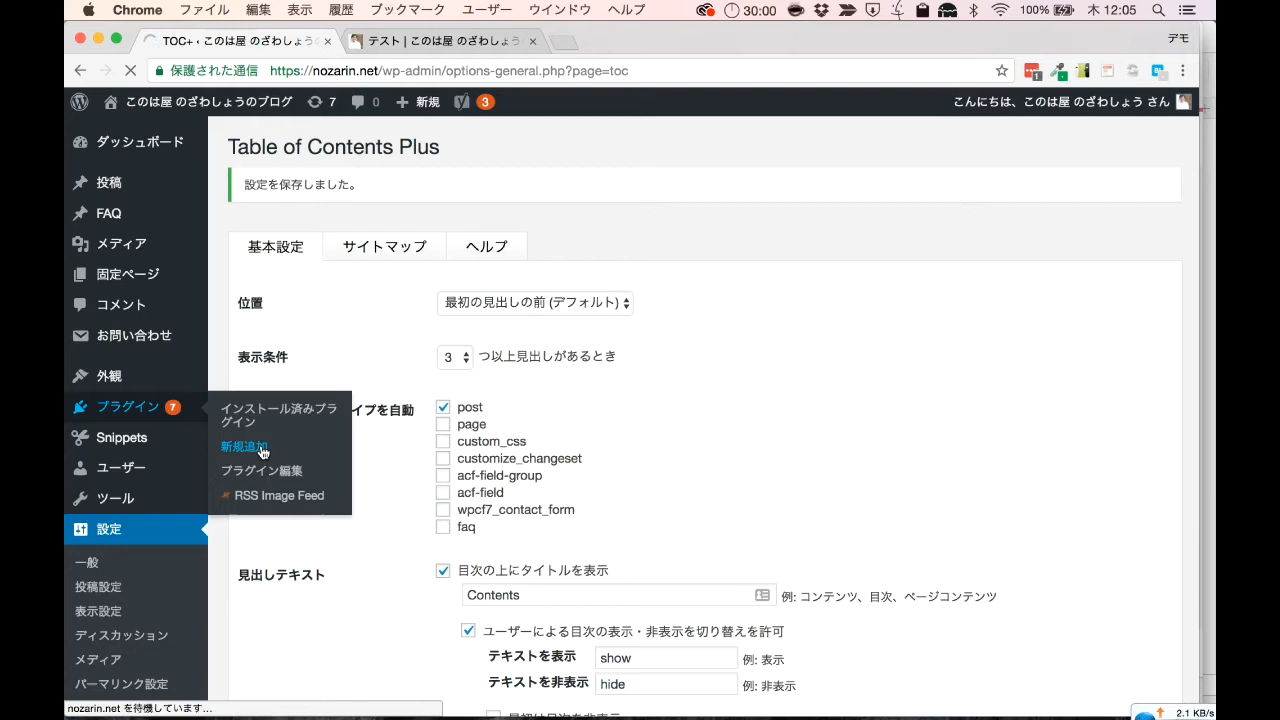 Chrome ファイル 編集 表示 履歴 ブックマーク ユーザー ウインドウ ヘルプ 30:00 100% 木 12:05
TOC+ ‹ このは屋 のざわしょうの × テスト | このは屋 のざわしょう × デモ
保護された通信 https://nozarin.net/wp-admin/options-general.php?page=toc 1
このは屋 のざわしょうのブログ 7 0 新規 3 こんにちは、このは屋 のざわしょう さん
ダッシュボード
投稿
FAQ
メディア
固定ページ
コメント
お問い合わせ
外観
プラグイン 7
Snippets
ユーザー
ツール
設定
一般
投稿設定
表示設定
ディスカッション
メディア
パーマリンク設定
インストール済みプラ
グイン
新規追加
プラグイン編集
RSS Image Feed
Table of Contents Plus
設定を保存しました。
基本設定 サイトマップ ヘルプ
位置 最初の見出しの前 (デフォルト)
表示条件 3 つ以上見出しがあるとき
イプを自動 post
page
custom_css
customize_changeset
acf-field-group
acf-field
wpcf7_contact_form
faq
見出しテキスト 目次の上にタイトルを表示
Contents 例: コンテンツ、目次、ページコンテンツ
ユーザーによる目次の表示・非表示を切り替えを許可
テキストを表示 show 例: 表示
テキストを非表示 hide 例: 非表示
最初は目次を非表示
nozarin.net を待機しています...
2.1 KB/s